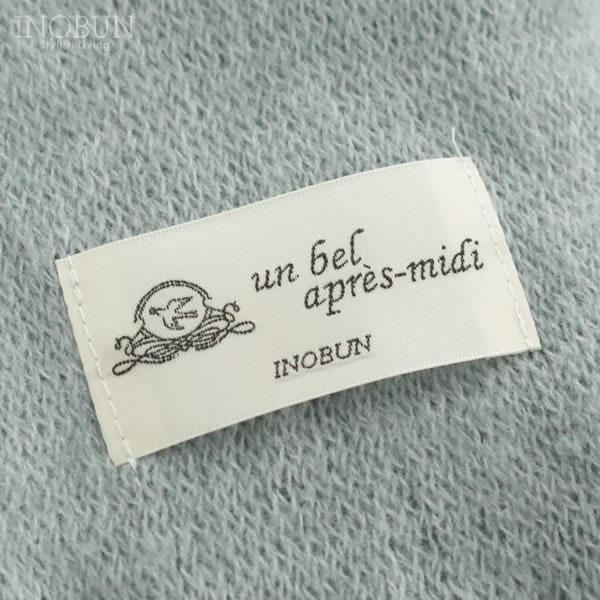 INOBUN
Stylish Living
un bel
après-midi
INOBUN